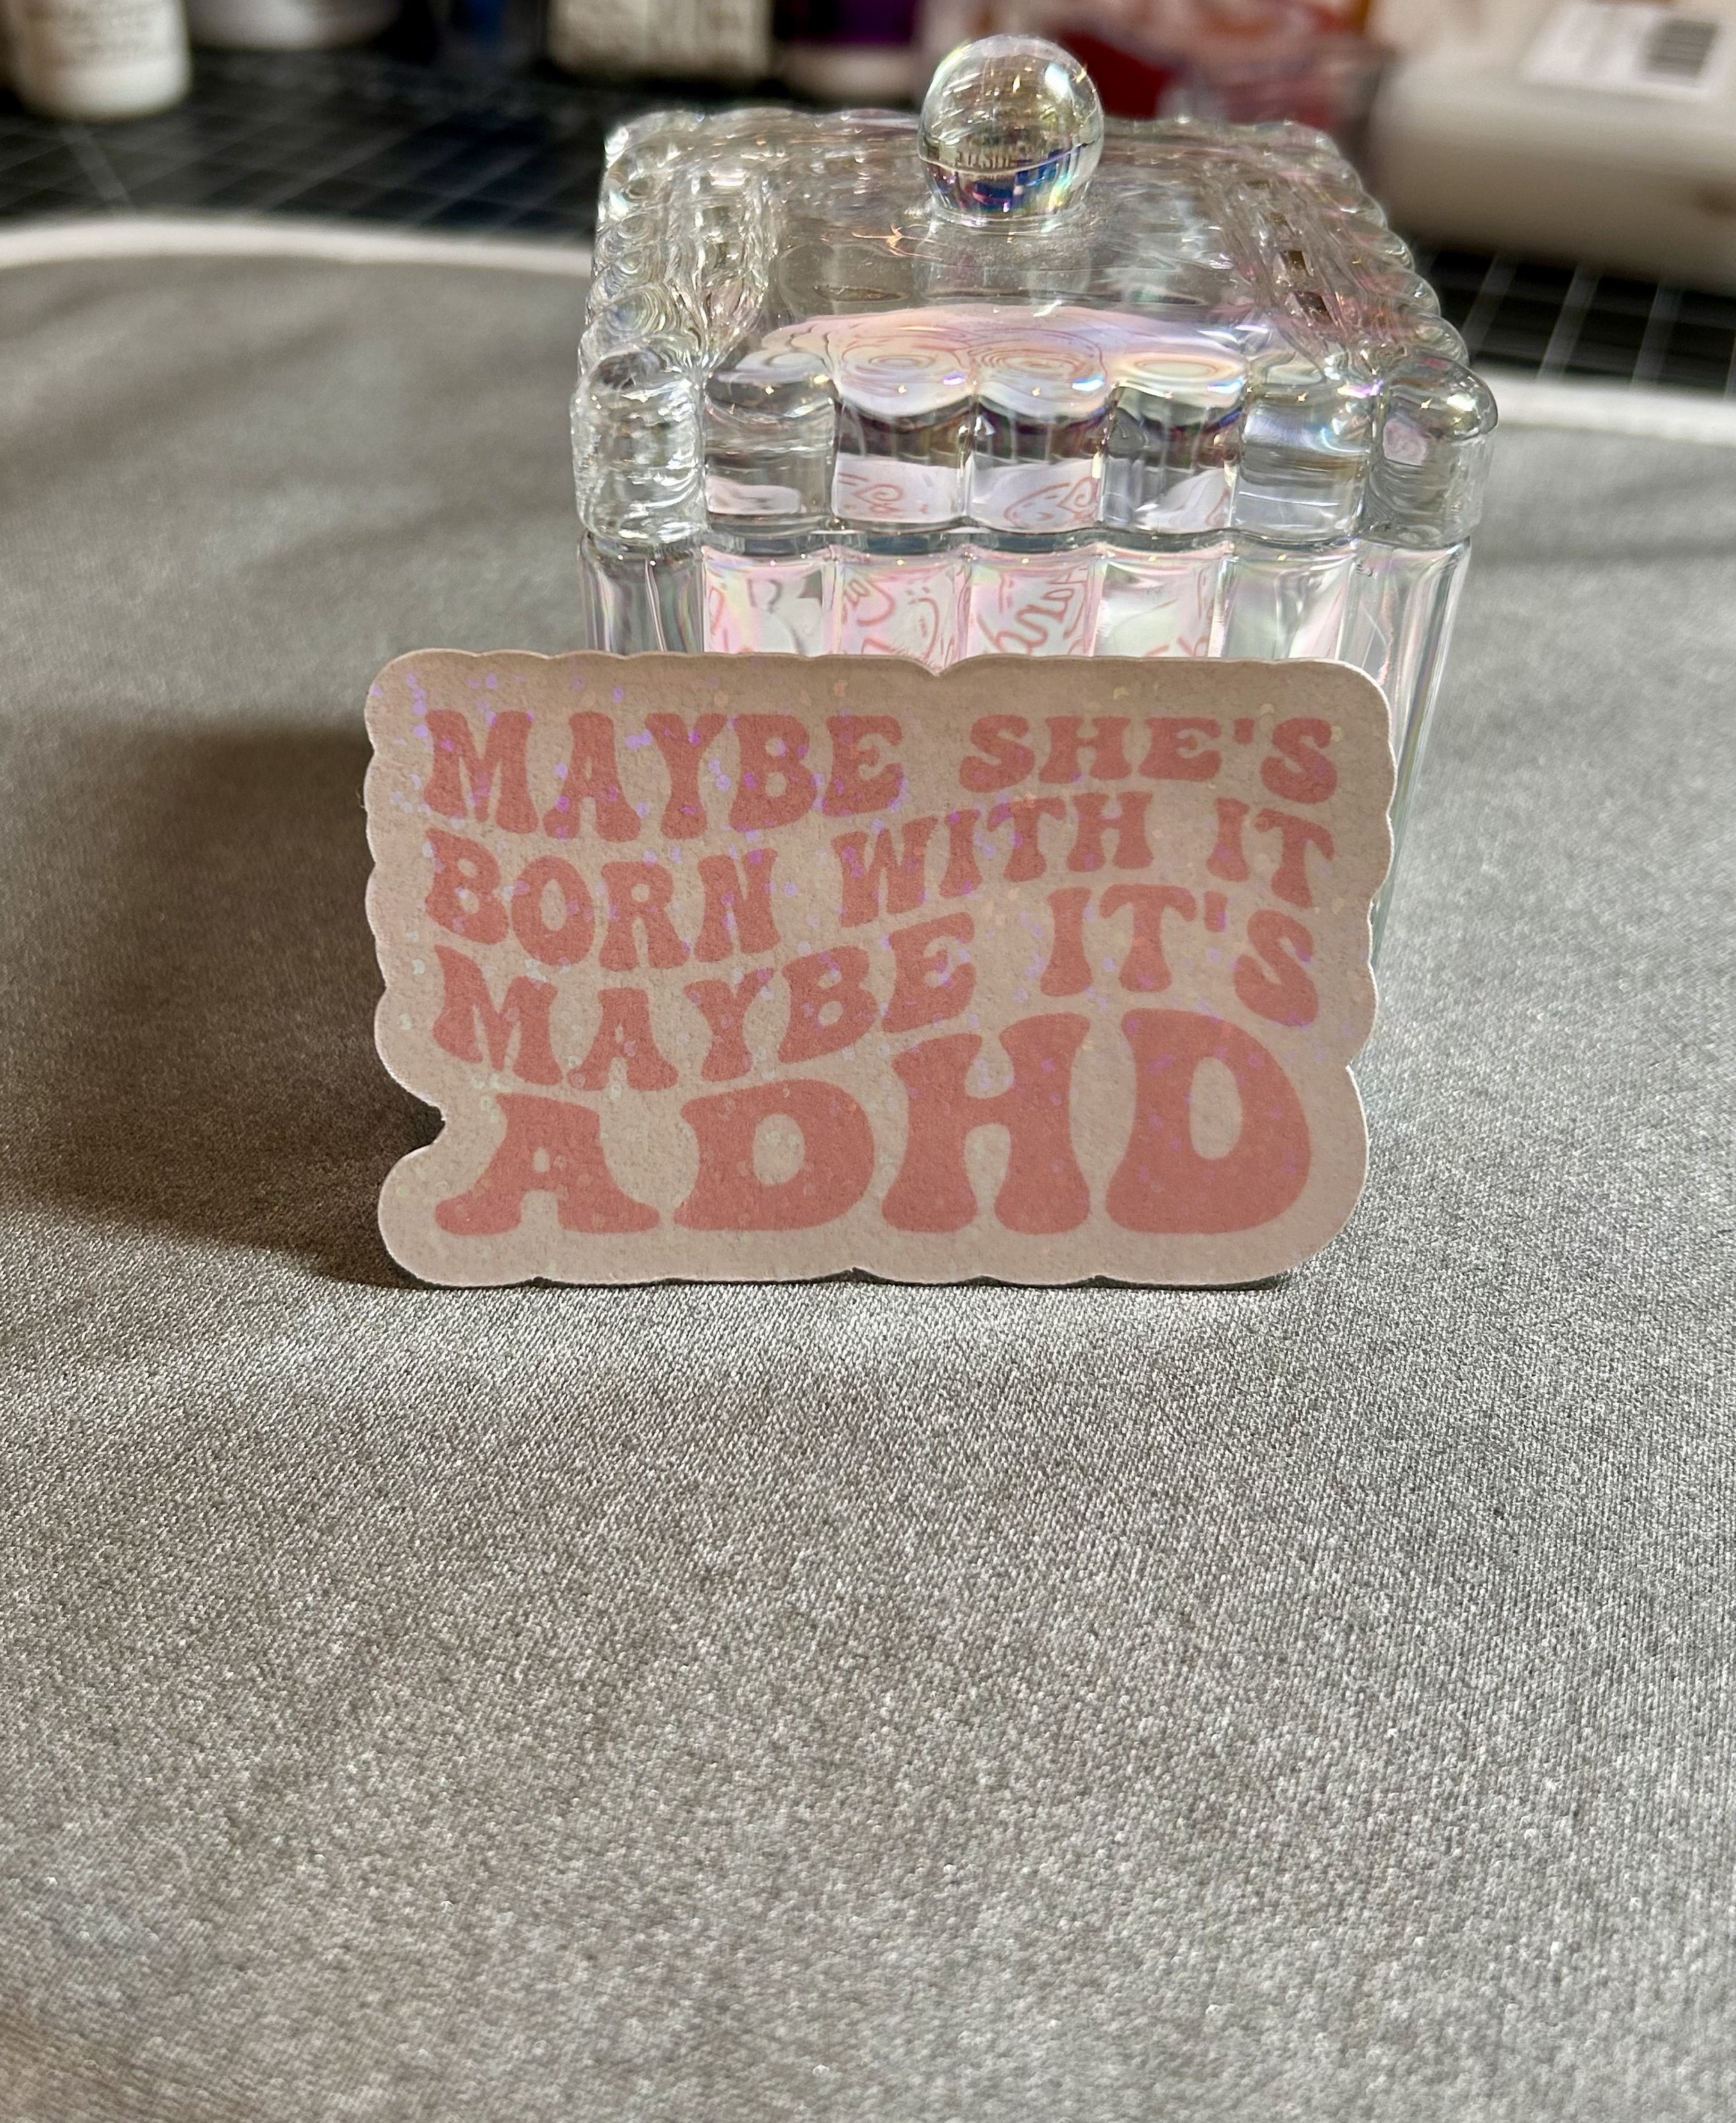 MAYBE SHE'S
BORN WITH IT
MAYBE IT'S
ADHD